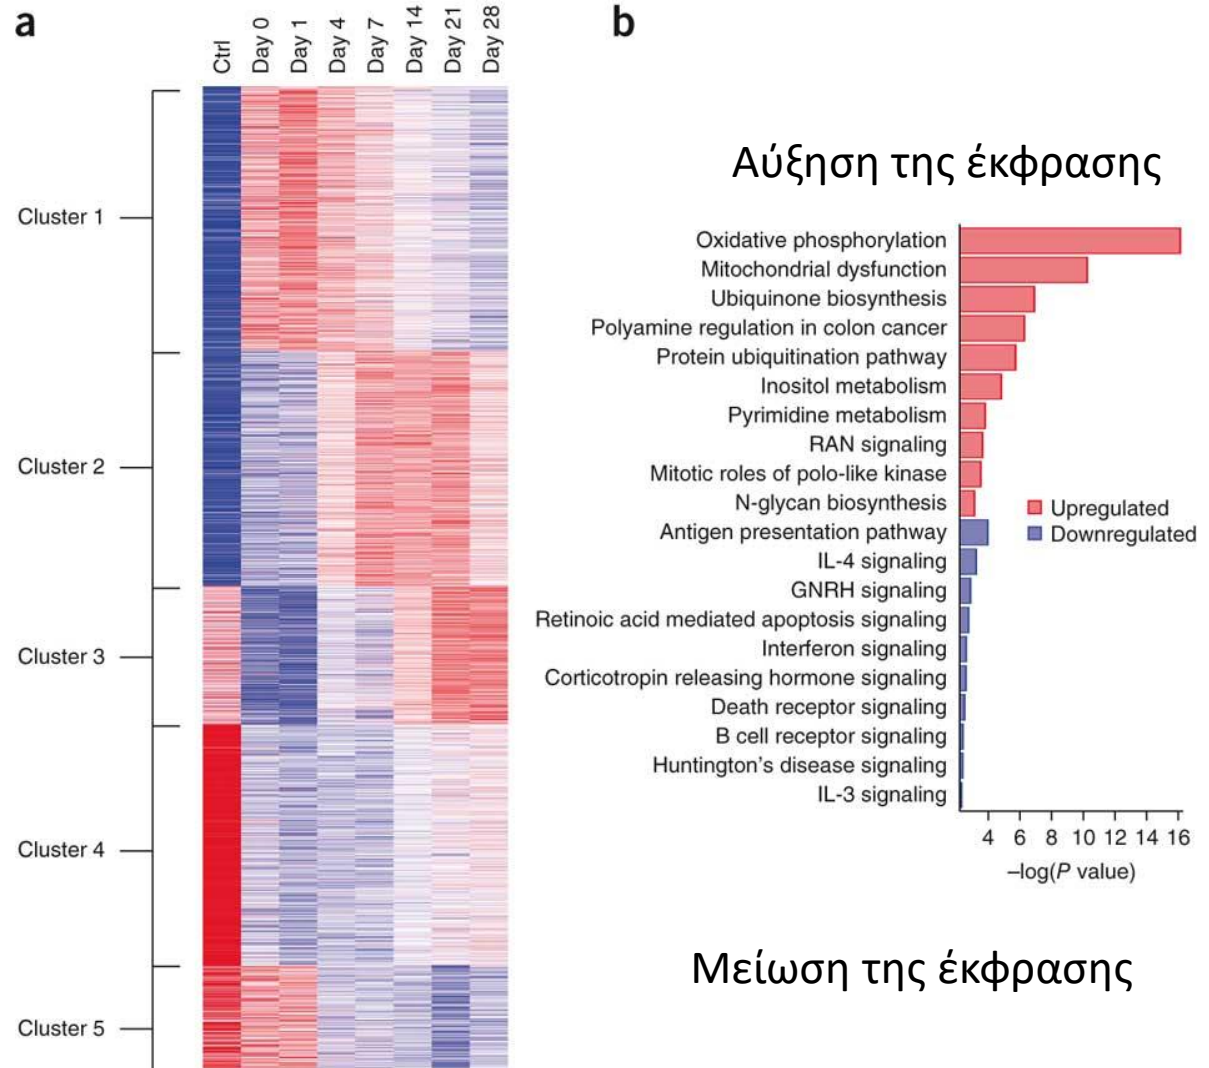 a
Ctrl
Day 0
Day 1
Day 4
Day 7
Day 14
Day 21
Day 28
Cluster 1
Cluster 2
Cluster 3
Cluster 4
Cluster 5
b
Αύξηση της έκφρασης
Oxidative phosphorylation
Mitochondrial dysfunction
Ubiquinone biosynthesis
Polyamine regulation in colon cancer
Protein ubiquitination pathway
Inositol metabolism
Pyrimidine metabolism
RAN signaling
Mitotic roles of polo-like kinase
N-glycan biosynthesis
Antigen presentation pathway
IL-4 signaling
GNRH signaling
Retinoic acid mediated apoptosis signaling
Interferon signaling
Corticotropin releasing hormone signaling
Death receptor signaling
B cell receptor signaling
Huntington’s disease signaling
IL-3 signaling
Upregulated
Downregulated
4 6 8 10 12 14 16
–log(P value)
Μείωση της έκφρασης